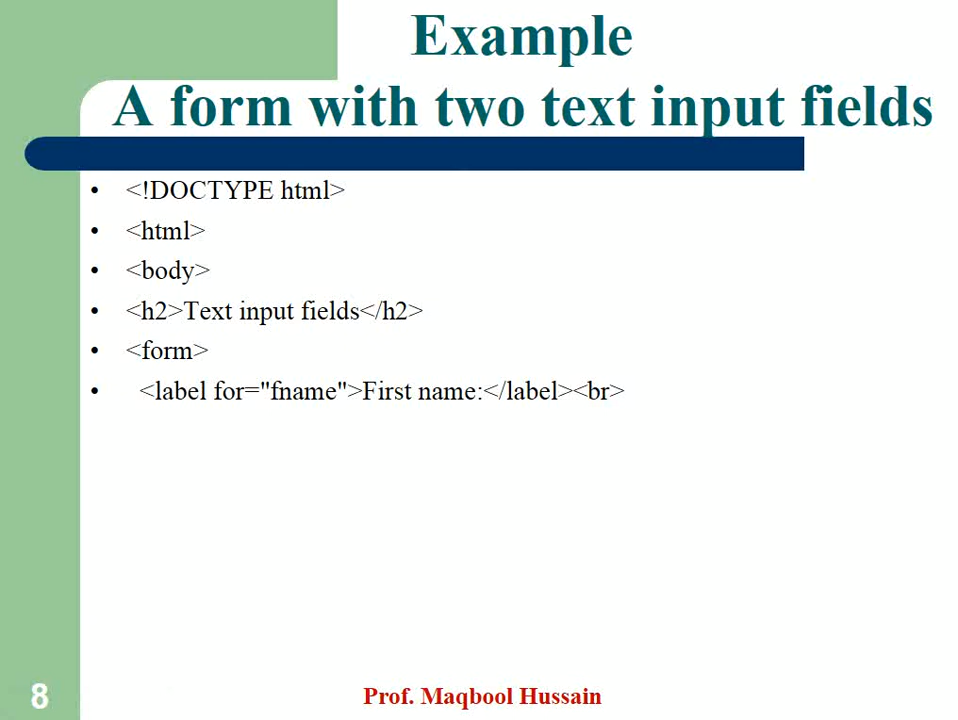 Example
A form with two text input fields
• <!DOCTYPE html>
• <html>
• <body>
• <h2>Text input fields</h2>
• <form>
• <label for="fname">First name:</label><br>
8
Prof. Maqbool Hussain